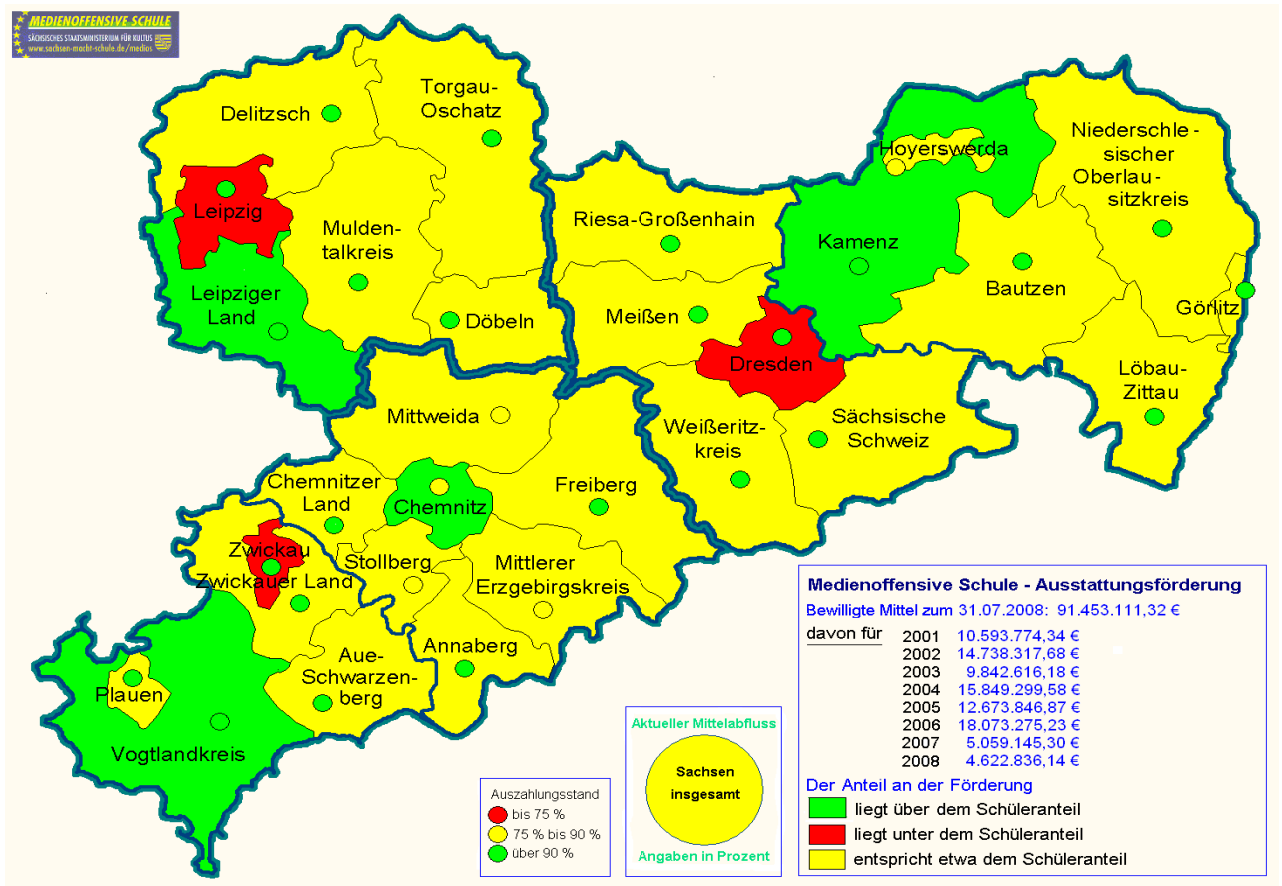 MEDIENOFFENSIVE SCHULE
SÄCHSISCHES STAATSMINISTERIUM FÜR KULTUS
www.sachsen-macht-schule.de/medios
Delitzsch
Torgau-
Oschatz
Leipzig
Mulden-
talkreis
Leipziger
Land
Döbeln
Riesa-Großenhain
Meißen
Dresden
Hoyerswerda
Kamenz
Niederschle-
sischer
Oberlau-
sitzkreis
Bautzen
Görlitz
Löbau-
Zittau
Sächsische
Schweiz
Weißeritz-
kreis
Mittweida
Freiberg
Chemnitzer
Land
Chemnitz
Stollberg
Mittlerer
Erzgebirgskreis
Zwickau
Zwickauer Land
Annaberg
Aue-
Schwarzen-
berg
Plauen
Vogtlandkreis
Auszahlungsstand
bis 75 %
75 % bis 90 %
über 90 %
Aktueller Mittelabfluss
Sachsen
insgesamt
Angaben in Prozent
Medienoffensive Schule - Ausstattungsförderung
Bewilligte Mittel zum 31.07.2008: 91.453.111,32 €
davon für 2001 10.593.774,34 €
2002 14.738.317,68 €
2003 9.842.616,18 €
2004 15.849.299,58 €
2005 12.673.846,87 €
2006 18.073.275,23 €
2007 5.059.145,30 €
2008 4.622.836,14 €
Der Anteil an der Förderung
liegt über dem Schüleranteil
liegt unter dem Schüleranteil
entspricht etwa dem Schüleranteil